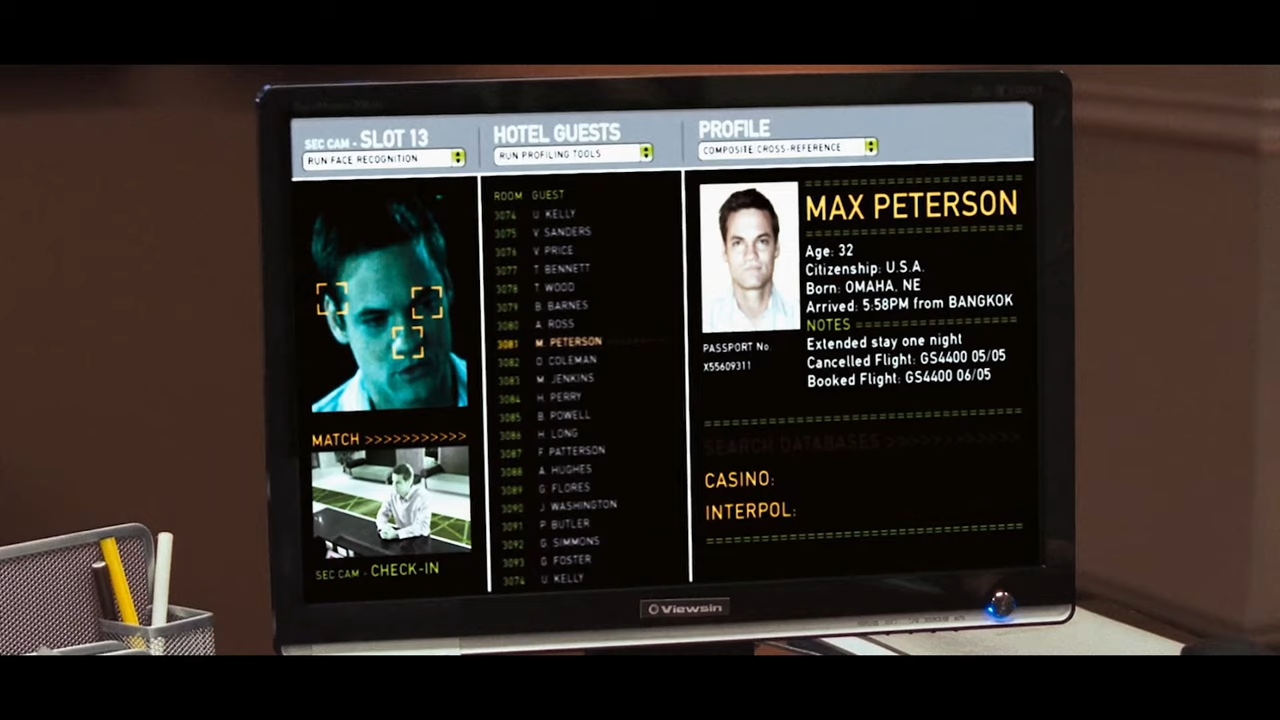 SEC CAM - SLOT 13
RUN FACE RECOGNITION
MATCH >>>>>>>>>>>
SEC CAM - CHECK-IN
HOTEL GUESTS
RUN PROFILING TOOLS
ROOM GUEST
3074 U. KELLY
3075 V. SANDERS
3076 V. PRICE
3077 T. BENNETT
3078 T. WOOD
3079 B. BARNES
3080 A. ROSS
3081 M. PETERSON
3082 D. COLEMAN
3083 M. JENKINS
3084 H. PERRY
3085 B. POWELL
3086 H. LONG
3087 F. PATTERSON
3088 A. HUGHES
3089 G. FLORES
3090 J. WASHINGTON
3091 P. BUTLER
3092 G. SIMMONS
3093 G. FOSTER
3074 U. KELLY
PROFILE
COMPOSITE CROSS-REFERENCE
MAX PETERSON
Age: 32
Citizenship: U.S.A.
Born: OMAHA, NE
Arrived: 5:58PM from BANGKOK
NOTES
Extended stay one night
Cancelled Flight: GS4400 05/05
Booked Flight: GS4400 06/05
PASSPORT No.
X55609311
SEARCH DATABASES >>>>>>>>>>>
CASINO:
INTERPOL:
Viewsin